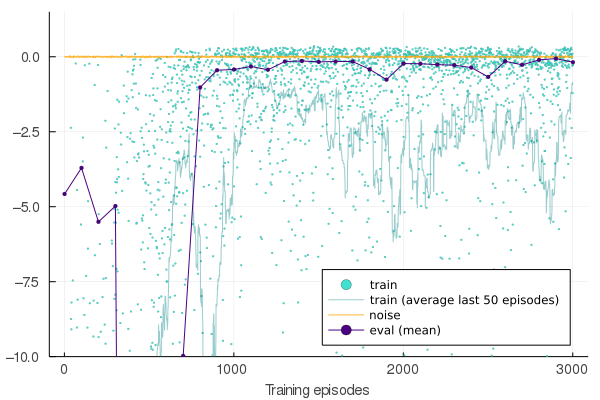 0.0
−2.5
−5.0
−7.5
−10.0
0
1000
2000
3000
Training episodes
train
train (average last 50 episodes)
noise
eval (mean)